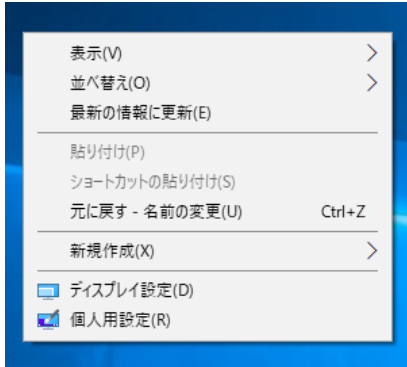 表示(V)
並べ替え(O)
最新の情報に更新(E)
貼り付け(P)
ショートカットの貼り付け(S)
元に戻す - 名前の変更(U) Ctrl+Z
新規作成(X)
ディスプレイ設定(D)
個人用設定(R)